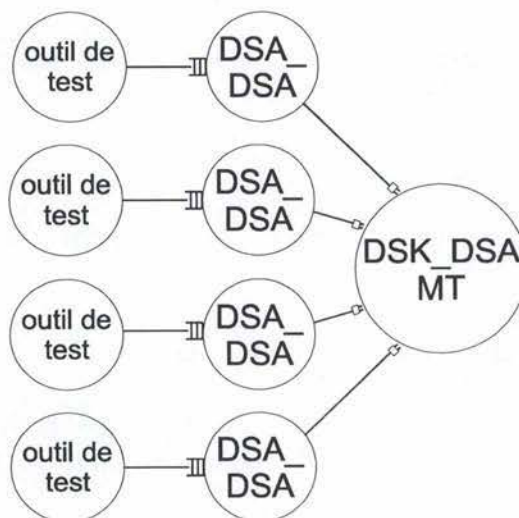 outil de
test
DSA_
DSA
outil de
test
DSA_
DSA
DSK_DSA
MT
outil de
test
DSA_
DSA
outil de
test
DSA_
DSA